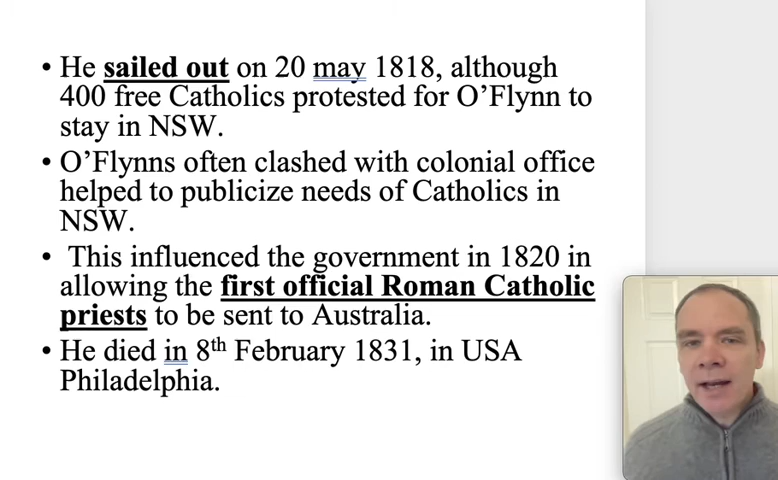 • He sailed out on 20 may 1818, although
400 free Catholics protested for O’Flynn to
stay in NSW.
• O’Flynns often clashed with colonial office
helped to publicize needs of Catholics in
NSW.
• This influenced the government in 1820 in
allowing the first official Roman Catholic
priests to be sent to Australia.
• He died in 8th February 1831, in USA
Philadelphia.